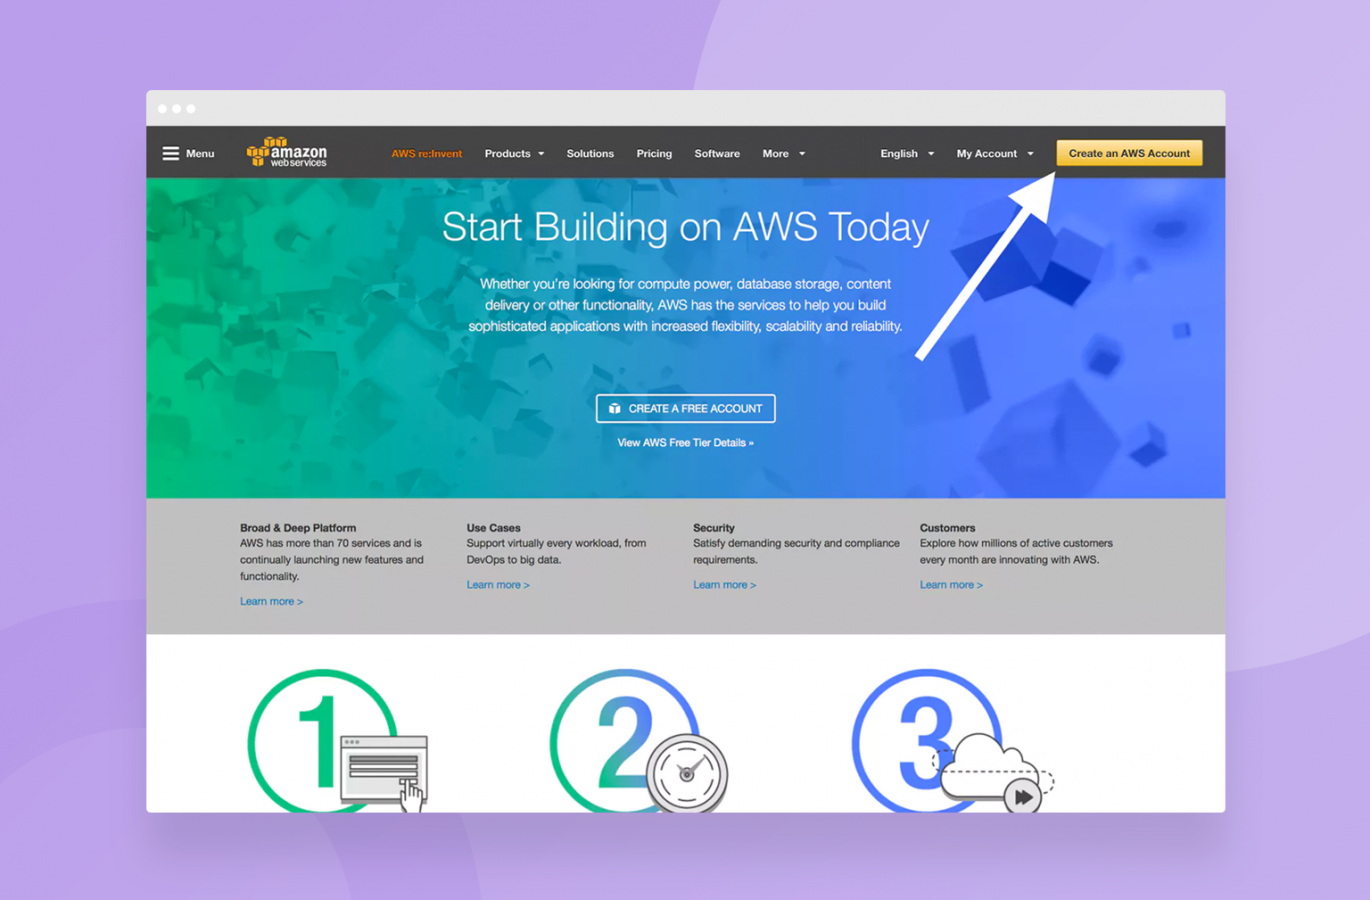 Menu
amazon
webservices
AWS re:Invent
Products
Solutions
Pricing
Software
More
English
My Account
Create an AWS Account
Start Building on AWS Today
Whether you're looking for compute power, database storage, content
delivery or other functionality, AWS has the services to help you build
sophisticated applications with increased flexibility, scalability and reliability.
CREATE A FREE ACCOUNT
View AWS Free Tier Details »
Broad & Deep Platform
AWS has more than 70 services and is
continually launching new features and
functionality.
Learn more >
Use Cases
Support virtually every workload, from
DevOps to big data.
Learn more >
Security
Satisfy demanding security and compliance
requirements.
Learn more >
Customers
Explore how millions of active customers
every month are innovating with AWS.
Learn more >
1
2
3